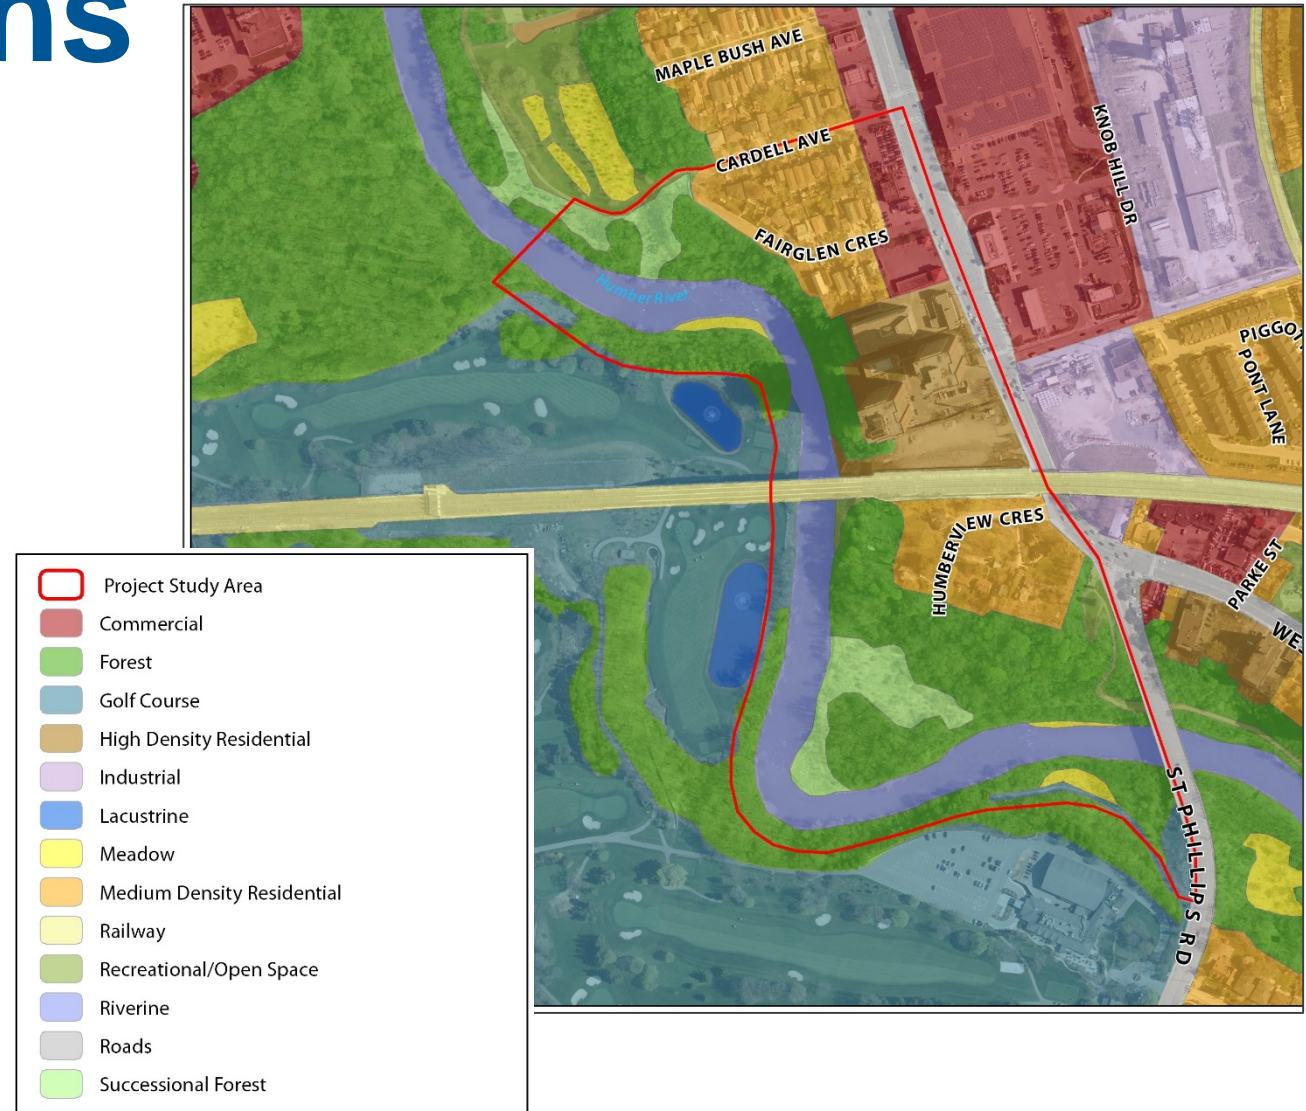 ns
MAPLE BUSH AVE
CARDELL AVE
KNOB HILL DR
FAIRGLEN CRES
Humber River
PONT LANE
HUMBERVIEW CRES
PARKE ST
ST PHILLIPS RD
Project Study Area
Commercial
Forest
Golf Course
High Density Residential
Industrial
Lacustrine
Meadow
Medium Density Residential
Railway
Recreational/Open Space
Riverine
Roads
Successional Forest